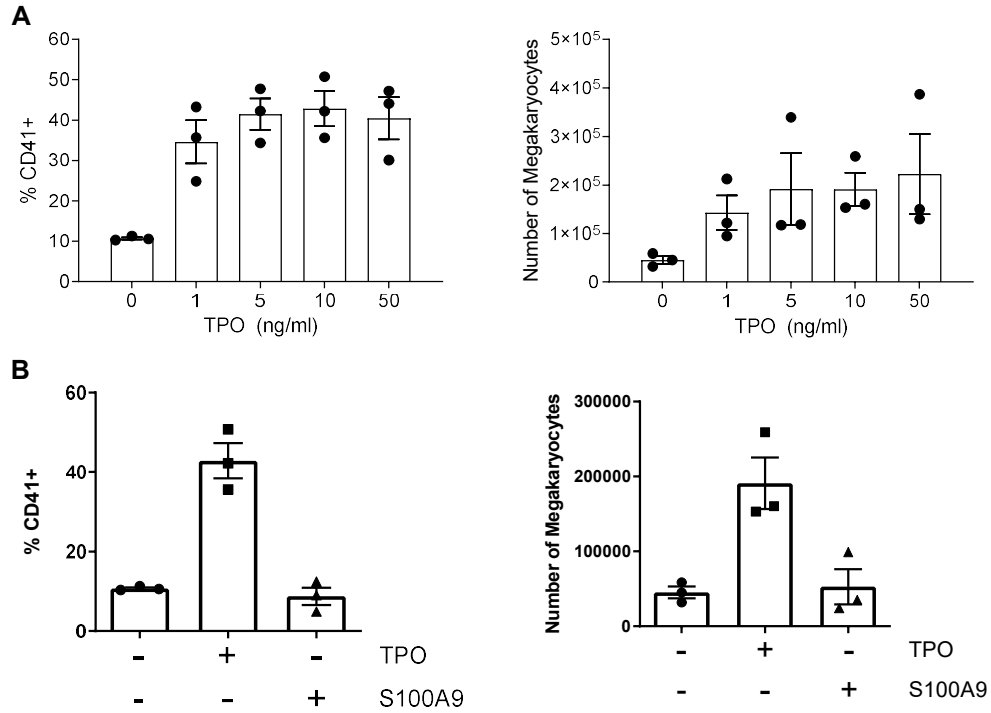 A
% CD41+
60
50
40
30
20
10
0
0 1 5 10 50
TPO (ng/ml)
Number of Megakaryocytes
5×10⁵
4×10⁵
3×10⁵
2×10⁵
1×10⁵
0
0 1 5 10 50
TPO (ng/ml)
B
% CD41+
60
40
20
0
- + - TPO
- - + S100A9
Number of Megakaryocytes
300000
200000
100000
0
- + - TPO
- - + S100A9